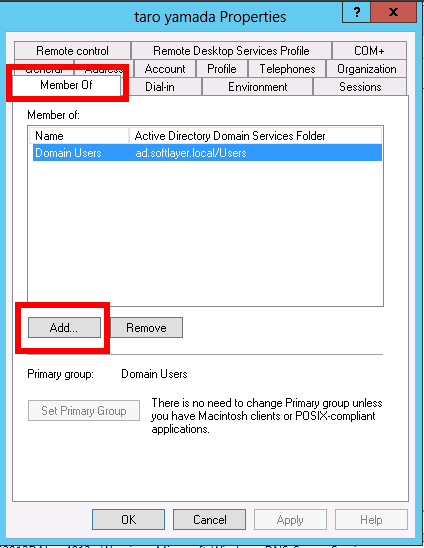 taro yamada Properties
?
x
Remote control
Remote Desktop Services Profile
COM+
General
Address
Account
Profile
Telephones
Organization
Member Of
Dial-in
Environment
Sessions
Member of:
Name
Active Directory Domain Services Folder
Domain Users
ad.softlayer.local/Users
Add...
Remove
Primary group:
Domain Users
Set Primary Group
There is no need to change Primary group unless
you have Macintosh clients or POSIX-compliant
applications.
OK
Cancel
Apply
Help